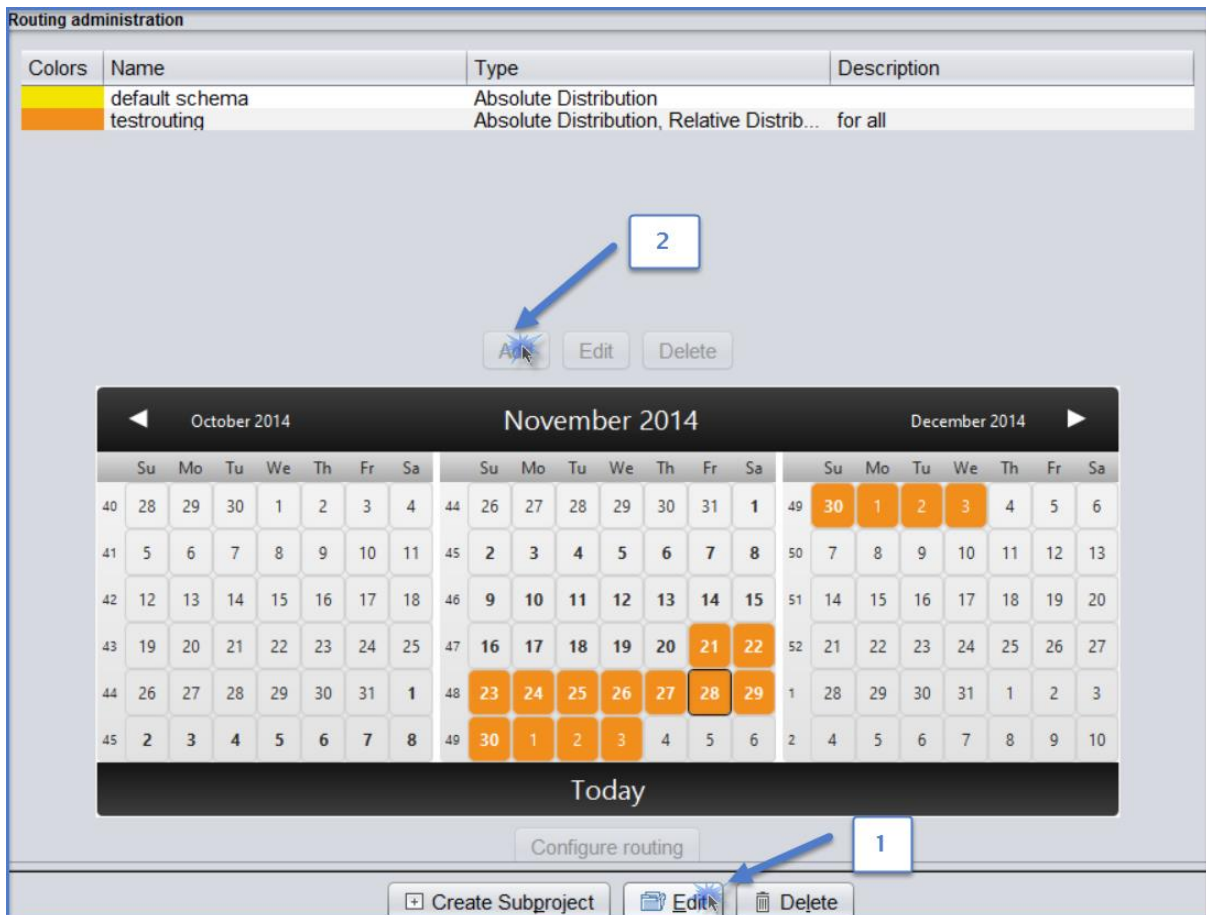 Routing administration
Colors Name Type Description
default schema Absolute Distribution
testrouting Absolute Distribution, Relative Distrib... for all
2
Edit Delete
October 2014 November 2014 December 2014
Su Mo Tu We Th Fr Sa Su Mo Tu We Th Fr Sa Su Mo Tu We Th Fr Sa
40 28 29 30 1 2 3 4 44 26 27 28 29 30 31 1 49 30 1 2 3 4 5 6
41 5 6 7 8 9 10 11 45 2 3 4 5 6 7 8 50 7 8 9 10 11 12 13
42 12 13 14 15 16 17 18 46 9 10 11 12 13 14 15 51 14 15 16 17 18 19 20
43 19 20 21 22 23 24 25 47 16 17 18 19 20 21 22 52 21 22 23 24 25 26 27
44 26 27 28 29 30 31 1 48 23 24 25 26 27 28 29 1 28 29 30 31 1 2 3
45 2 3 4 5 6 7 8 49 30 1 2 3 4 5 6 2 4 5 6 7 8 9 10
Today
Configure routing
1
Create Subproject Edit Delete